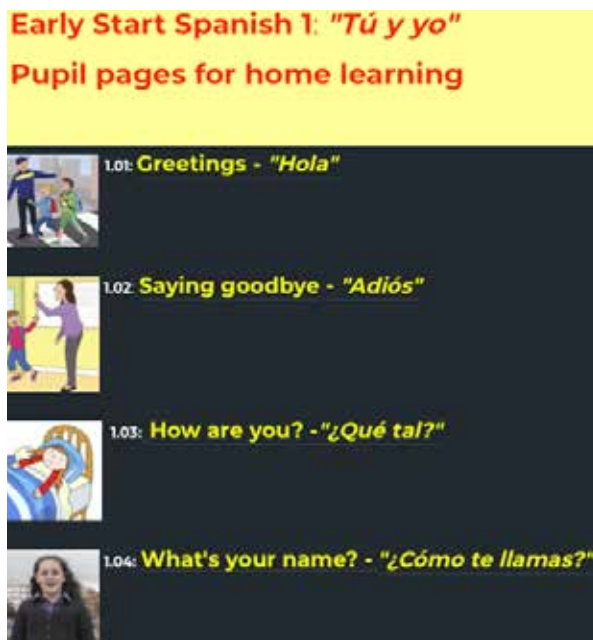 Early Start Spanish 1: "Tú y yo"
Pupil pages for home learning
1.01: Greetings - "Hola"
1.02: Saying goodbye - "Adiós"
1.03: How are you? -"¿Qué tal?"
1.04: What's your name? - "¿Cómo te llamas?"